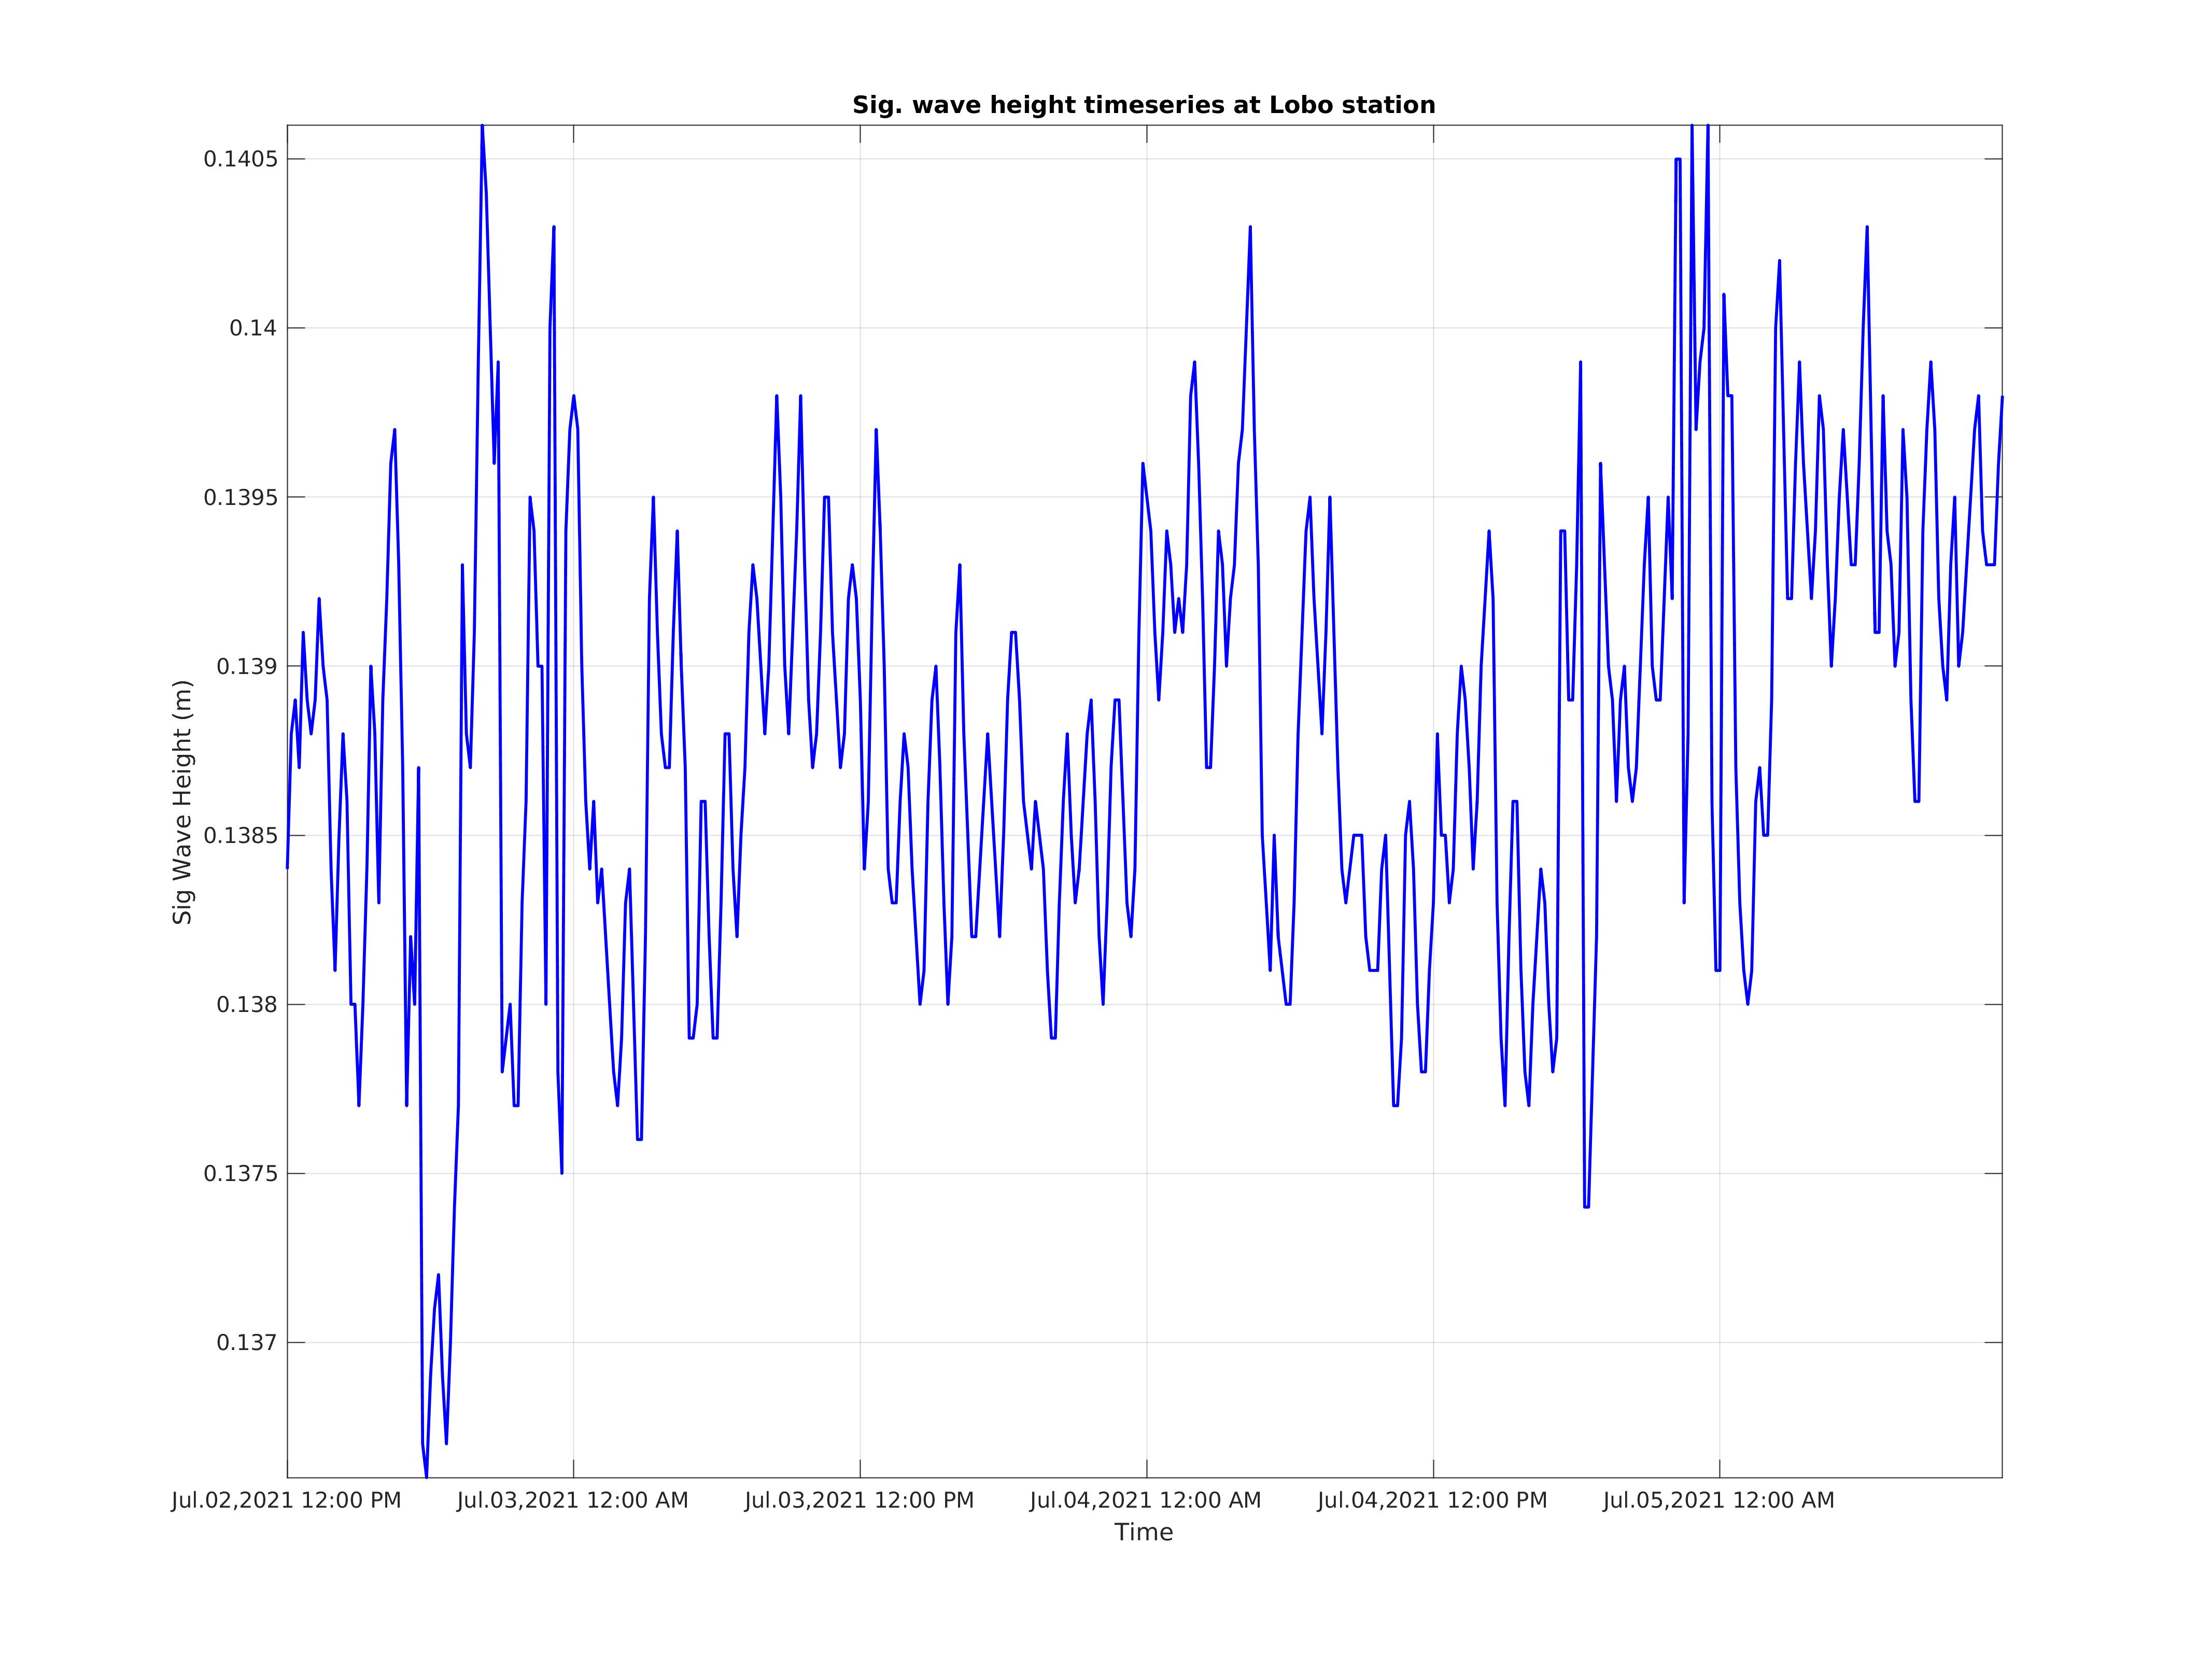 Sig. wave height timeseries at Lobo station
0.1405
0.14
0.1395
0.139
0.1385
0.138
0.1375
0.137
Sig Wave Height (m)
Jul.02,2021 12:00 PM
Jul.03,2021 12:00 AM
Jul.03,2021 12:00 PM
Jul.04,2021 12:00 AM
Jul.04,2021 12:00 PM
Jul.05,2021 12:00 AM
Time